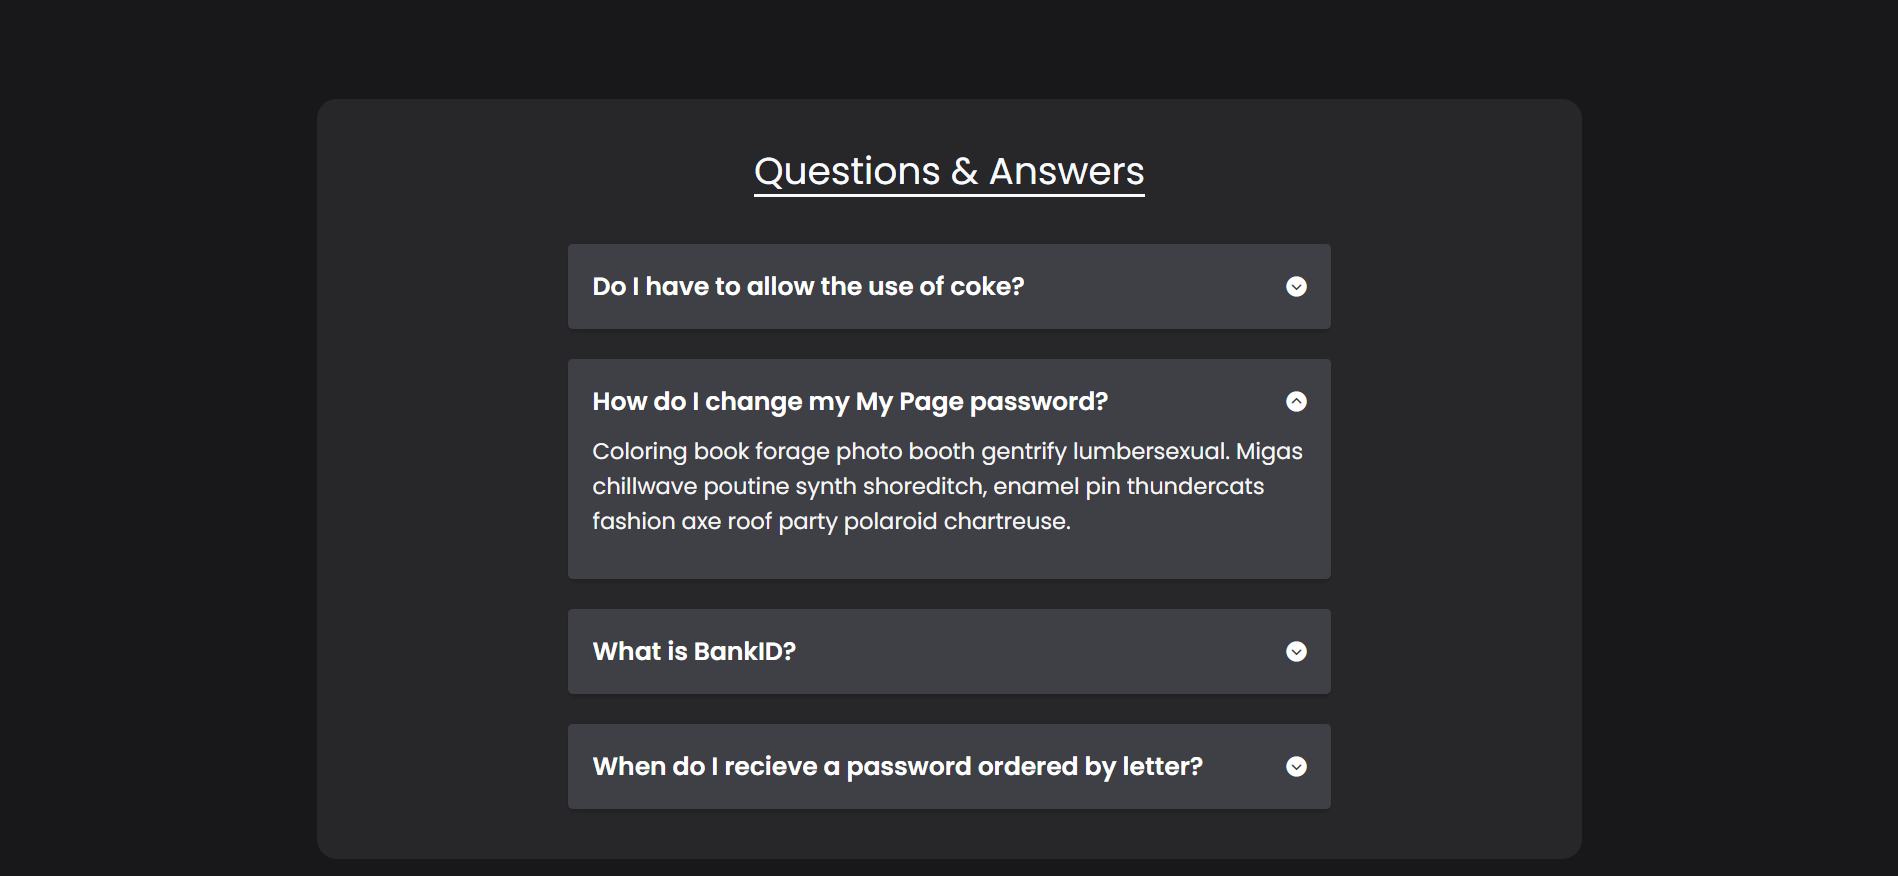 Questions & Answers
Do I have to allow the use of coke?
How do I change my My Page password?
Coloring book forage photo booth gentrify lumbersexual. Migas
chillwave poutine synth shoreditch, enamel pin thundercats
fashion axe roof party polaroid chartreuse.
What is BankID?
When do I recieve a password ordered by letter?